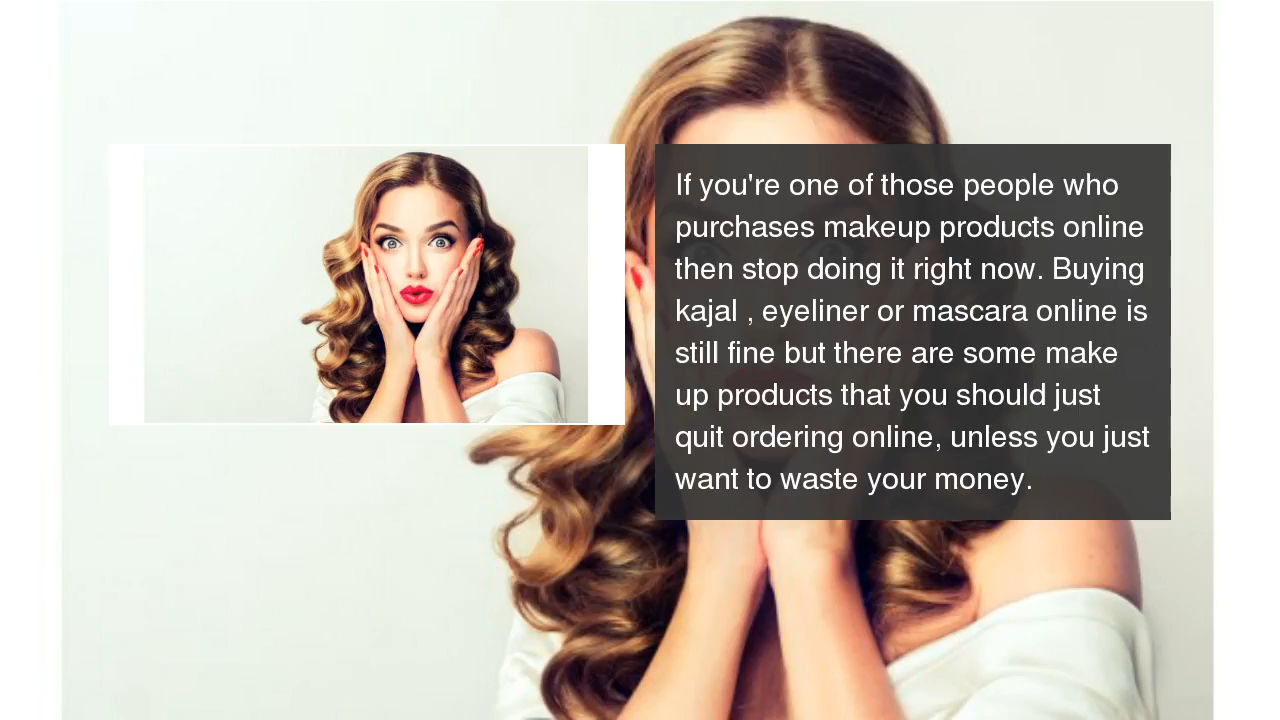 If you're one of those people who
purchases makeup products online
then stop doing it right now. Buying
kajal , eyeliner or mascara online is
still fine but there are some make
up products that you should just
quit ordering online, unless you just
want to waste your money.